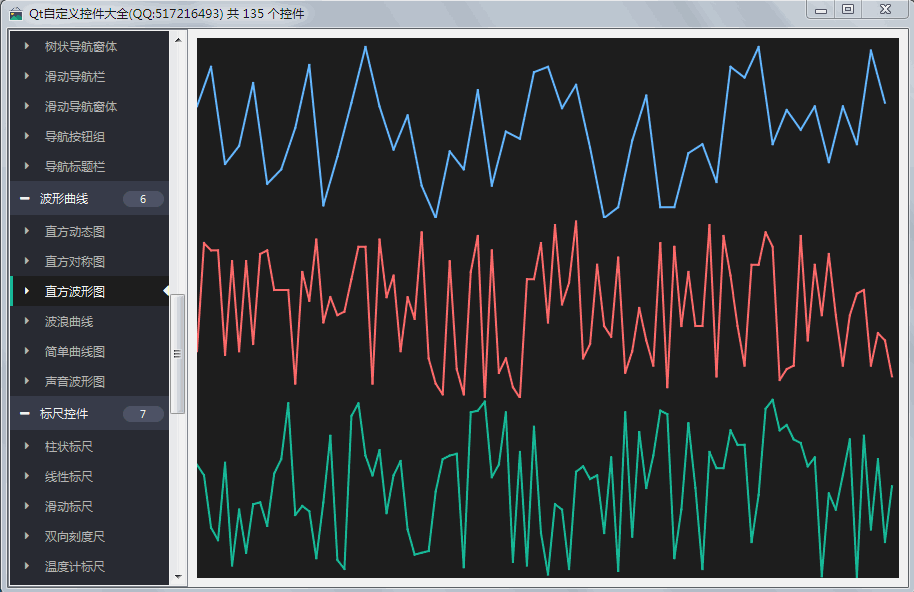 Qt自定义控件大全(QQ:517216493) 共 135 个控件
树状导航窗体
滑动导航栏
滑动导航窗体
导航按钮组
导航标题栏
波形曲线 6
直方动态图
直方对称图
直方波形图
波浪曲线
简单曲线图
声音波形图
标尺控件 7
柱状标尺
线性标尺
滑动标尺
双向刻度尺
温度计标尺